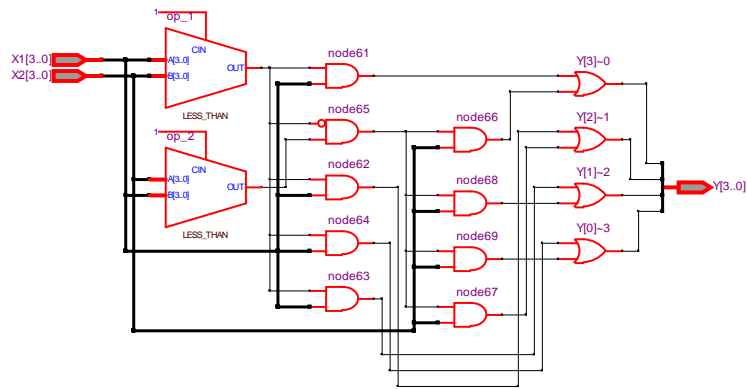 1 op_1
CIN
X1[3..0] A[3..0]
X2[3..0] B[3..0]
OUT
LESS_THAN
1 op_2
CIN
A[3..0]
B[3..0]
OUT
LESS_THAN
node61
node65
node62
node64
node63
node66
node68
node69
node67
Y[3]~0
Y[2]~1
Y[1]~2
Y[0]~3
Y[3..0]